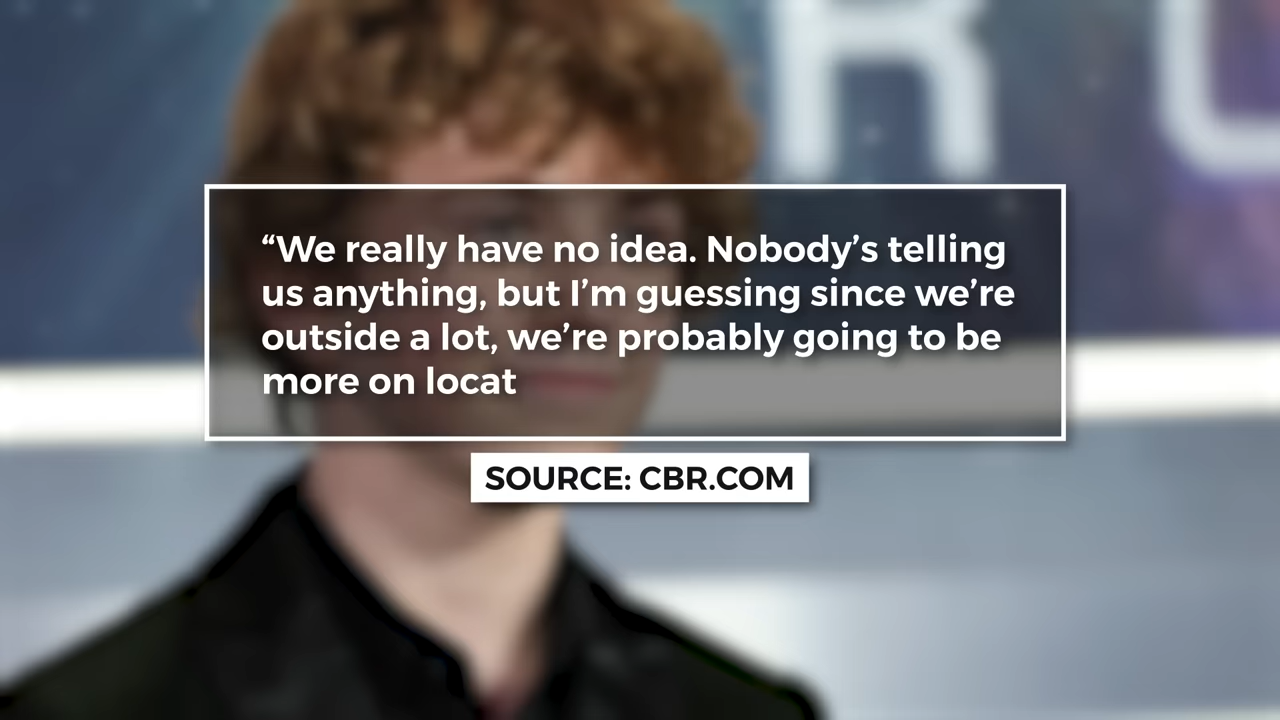 “We really have no idea. Nobody’s telling
us anything, but I’m guessing since we’re
outside a lot, we’re probably going to be
more on locat
SOURCE: CBR.COM